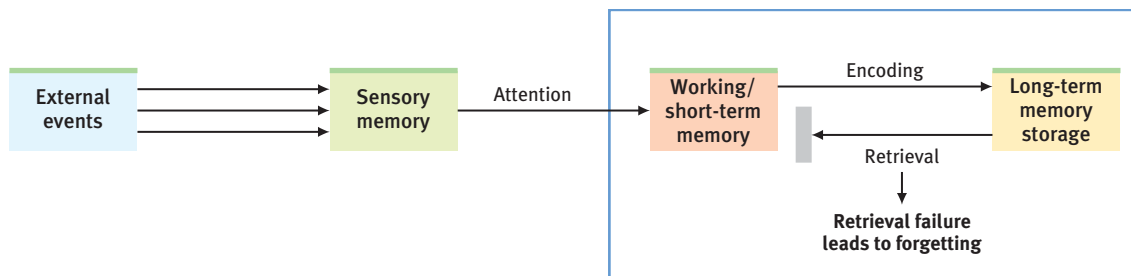 External
events
Sensory
memory
Attention
Working/
short-term
memory
Encoding
Long-term
memory
storage
Retrieval
Retrieval failure
leads to forgetting